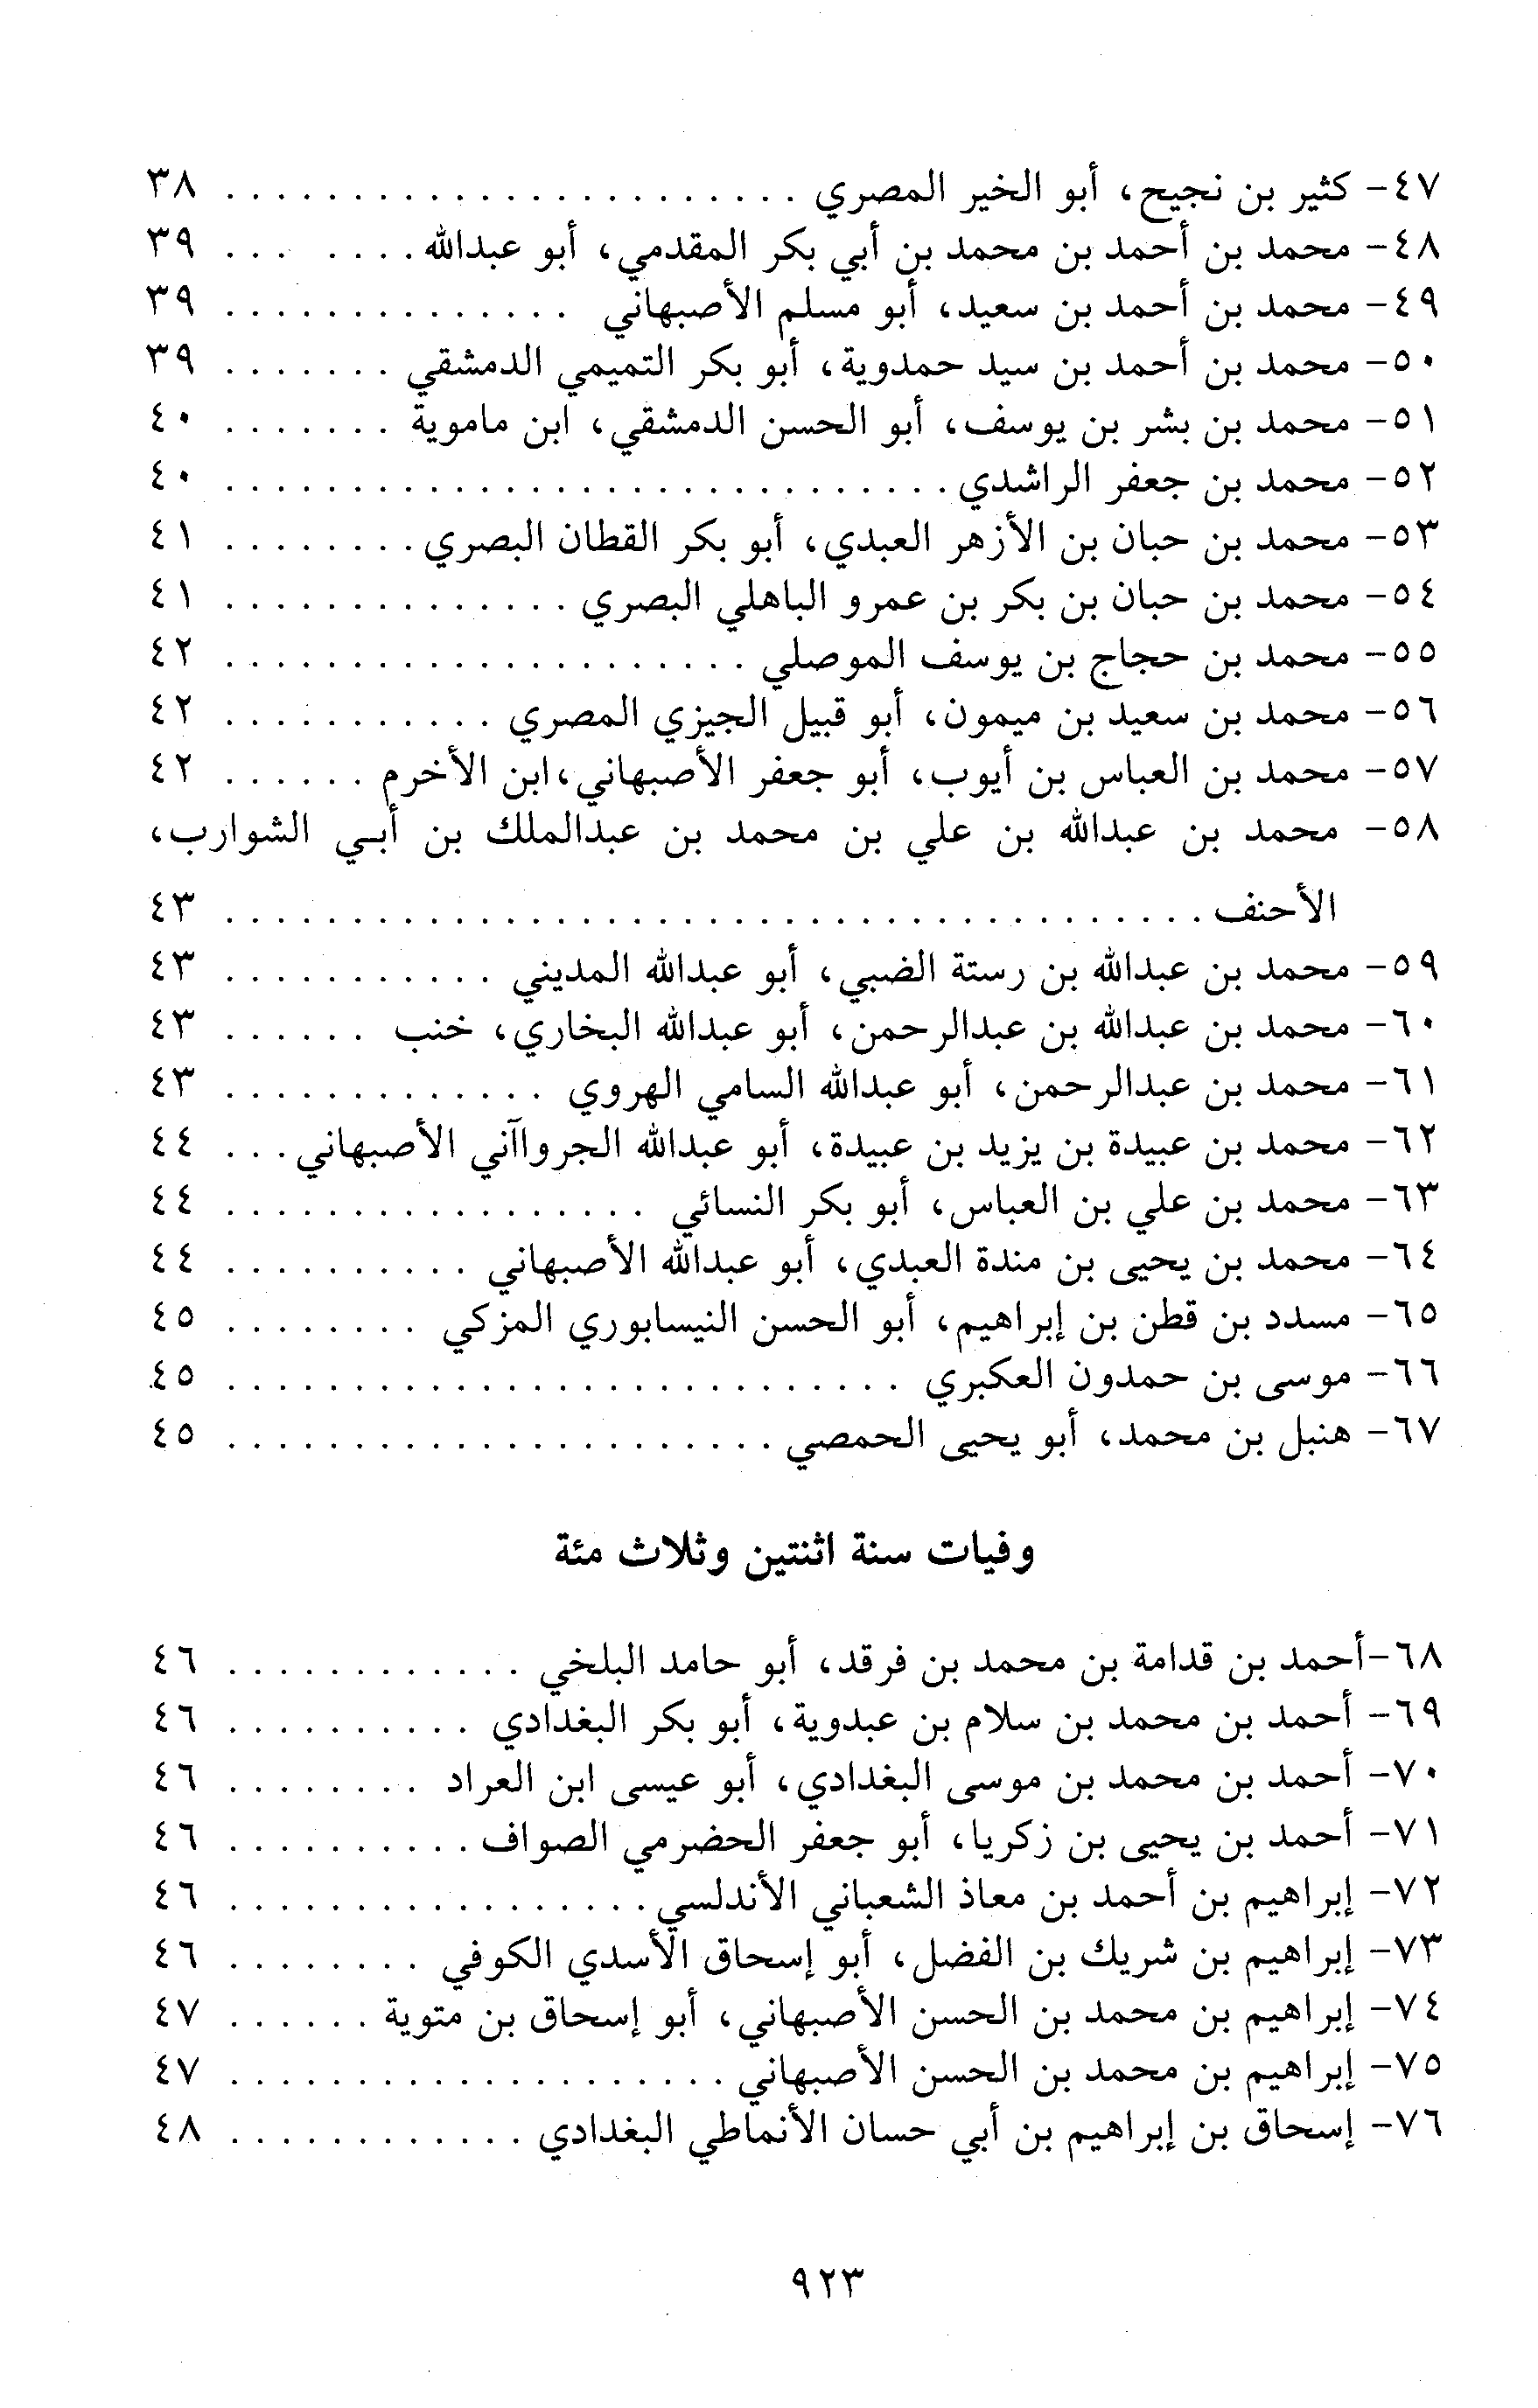 ٤٧- كثير بن نجيح، أبو الخير المصري . . . . . . . . . . . . . . . . . . . . . . . ٣٨
٤٨- محمد بن أحمد بن محمد بن أبي بكر المقدمي، أبو عبدالله . . . . . . . ٣٩
٤٩- محمد بن أحمد بن سعيد، أبو مسلم الأصبهاني . . . . . . . . . . . . . . ٣٩
٥٠- محمد بن أحمد بن سيد حمدوية، أبو بكر التميمي الدمشقي . . . . . . . ٣٩
٥١- محمد بن بشر بن يوسف، أبو الحسن الدمشقي، ابن ماموية . . . . . . . ٤٠
٥٢- محمد بن جعفر الراشدي . . . . . . . . . . . . . . . . . . . . . . . . . . . . . ٤٠
٥٣- محمد بن حبان بن الأزهر العبدي، أبو بكر القطان البصري . . . . . . . . ٤١
٥٤- محمد بن حبان بن بكر بن عمرو الباهلي البصري . . . . . . . . . . . . . . ٤١
٥٥- محمد بن حجاج بن يوسف الموصلي . . . . . . . . . . . . . . . . . . . . . ٤٢
٥٦- محمد بن سعيد بن ميمون، أبو قبيل الجيزي المصري . . . . . . . . . . . ٤٢
٥٧- محمد بن العباس بن أيوب، أبو جعفر الأصبهاني،ابن الأخرم . . . . . . ٤٢
٥٨- محمد بن عبدالله بن علي بن محمد بن عبدالملك بن أبي الشوارب،
الأحنف . . . . . . . . . . . . . . . . . . . . . . . . . . . . . . . . . . . . . . . ٤٣
٥٩- محمد بن عبدالله بن رستة الضبي، أبو عبدالله المديني . . . . . . . . . . . ٤٣
٦٠- محمد بن عبدالله بن عبدالرحمن، أبو عبدالله البخاري، خنب . . . . . . ٤٣
٦١- محمد بن عبدالرحمن، أبو عبدالله السامي الهروي . . . . . . . . . . . . . ٤٣
٦٢- محمد بن عبيدة بن يزيد بن عبيدة، أبو عبدالله الجرواآني الأصبهاني . . . ٤٤
٦٣- محمد بن علي بن العباس، أبو بكر النسائي . . . . . . . . . . . . . . . . . ٤٤
٦٤- محمد بن يحيى بن مندة العبدي، أبو عبدالله الأصبهاني . . . . . . . . . . ٤٤
٦٥- مسدد بن قطن بن إبراهيم، أبو الحسن النيسابوري المزكي . . . . . . . . ٤٥
٦٦- موسى بن حمدون العكبري . . . . . . . . . . . . . . . . . . . . . . . . . . . ٤٥
٦٧- هنبل بن محمد، أبو يحيى الحمصي . . . . . . . . . . . . . . . . . . . . . . ٤٥
وفيات سنة اثنتين وثلاث مئة
٦٨-أحمد بن قدامة بن محمد بن فرقد، أبو حامد البلخي . . . . . . . . . . . . ٤٦
٦٩- أحمد بن محمد بن سلام بن عبدوية، أبو بكر البغدادي . . . . . . . . . . ٤٦
٧٠- أحمد بن محمد بن موسى البغدادي، أبو عيسى ابن العراد . . . . . . . . ٤٦
٧١- أحمد بن يحيى بن زكريا، أبو جعفر الحضرمي الصواف . . . . . . . . . . ٤٦
٧٢- إبراهيم بن أحمد بن معاذ الشعباني الأندلسي . . . . . . . . . . . . . . . . . ٤٦
٧٣- إبراهيم بن شريك بن الفضل، أبو إسحاق الأسدي الكوفي . . . . . . . . ٤٦
٧٤- إبراهيم بن محمد بن الحسن الأصبهاني، أبو إسحاق بن متوية . . . . . . ٤٧
٧٥- إبراهيم بن محمد بن الحسن الأصبهاني . . . . . . . . . . . . . . . . . . . . ٤٧
٧٦- إسحاق بن إبراهيم بن أبي حسان الأنماطي البغدادي . . . . . . . . . . . . ٤٨
٩٢٣